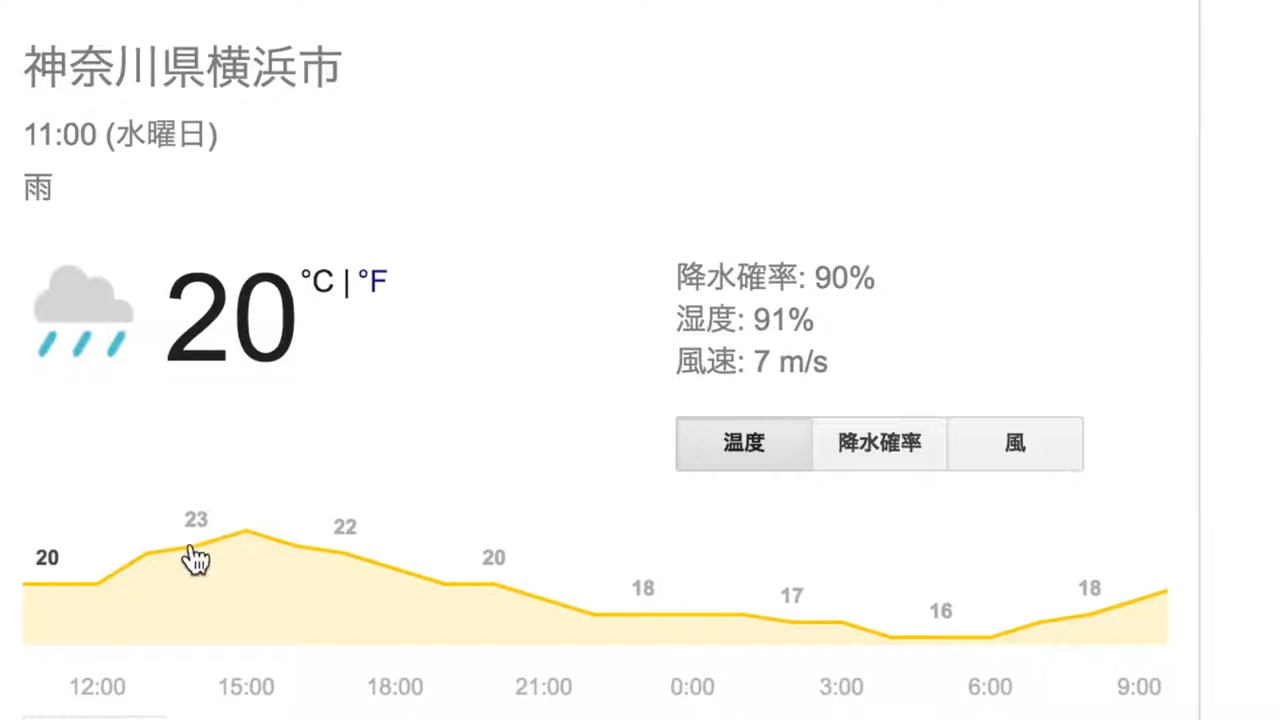 神奈川県横浜市
11:00 (水曜日)
雨
20 °C | °F
降水確率: 90%
湿度: 91%
風速: 7 m/s
温度 降水確率 風
20 23 22 20 18 17 16 18
12:00 15:00 18:00 21:00 0:00 3:00 6:00 9:00